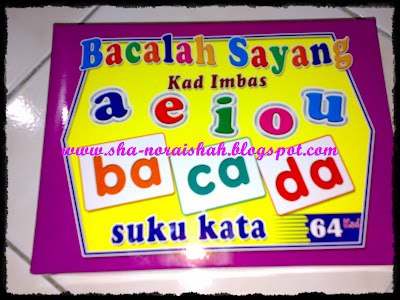 Bacalah Sayang
Kad Imbas
a e i o u
www.sha-noraishah.blogspot.com
ba ca da
suku kata
64 Kad